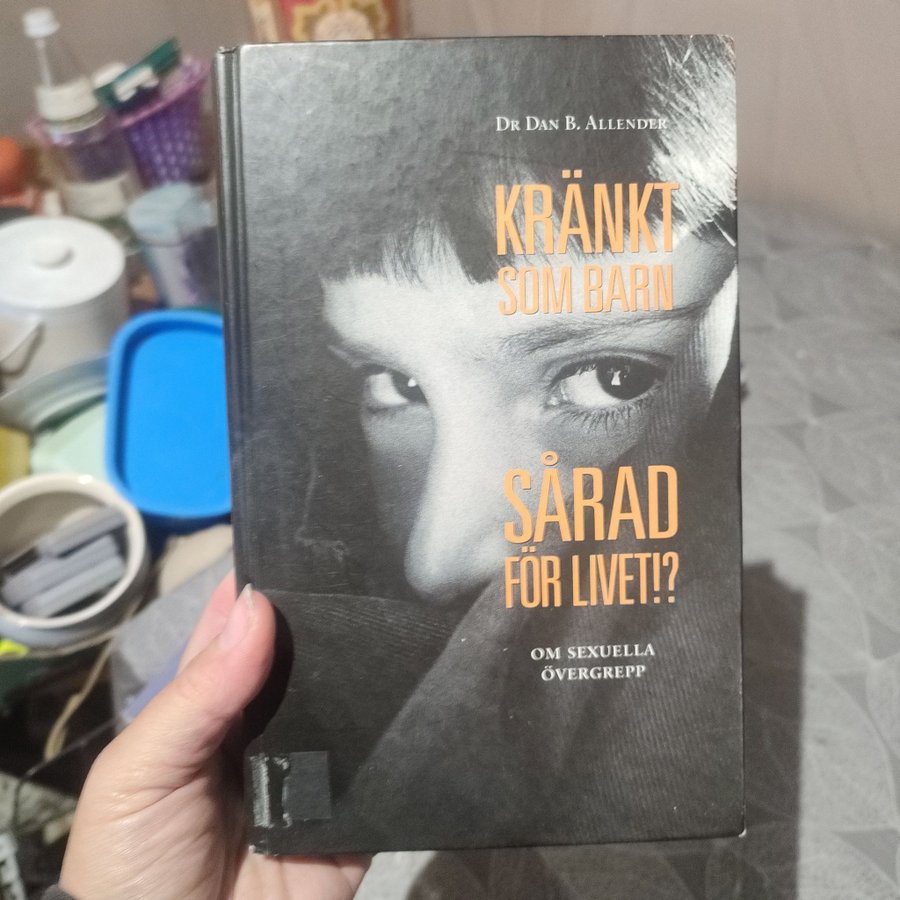 DR DAN B. ALLENDER
KRÄNKT
SOM BARN
SÅRAD
FÖR LIVET!?
OM SEXUELLA
ÖVERGREPP